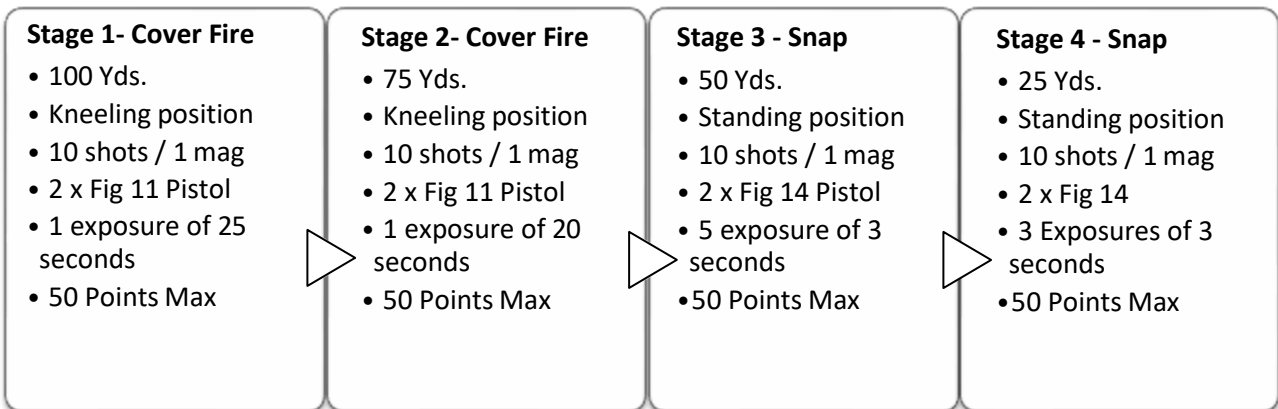 Stage 1- Cover Fire
• 100 Yds.
• Kneeling position
• 10 shots / 1 mag
• 2 x Fig 11 Pistol
• 1 exposure of 25
seconds
• 50 Points Max
Stage 2- Cover Fire
• 75 Yds.
• Kneeling position
• 10 shots / 1 mag
• 2 x Fig 11 Pistol
• 1 exposure of 20
seconds
• 50 Points Max
Stage 3 - Snap
• 50 Yds.
• Standing position
• 10 shots / 1 mag
• 2 x Fig 14 Pistol
• 5 exposure of 3
seconds
•50 Points Max
Stage 4 - Snap
• 25 Yds.
• Standing position
• 10 shots / 1 mag
• 2 x Fig 14
• 3 Exposures of 3
seconds
•50 Points Max